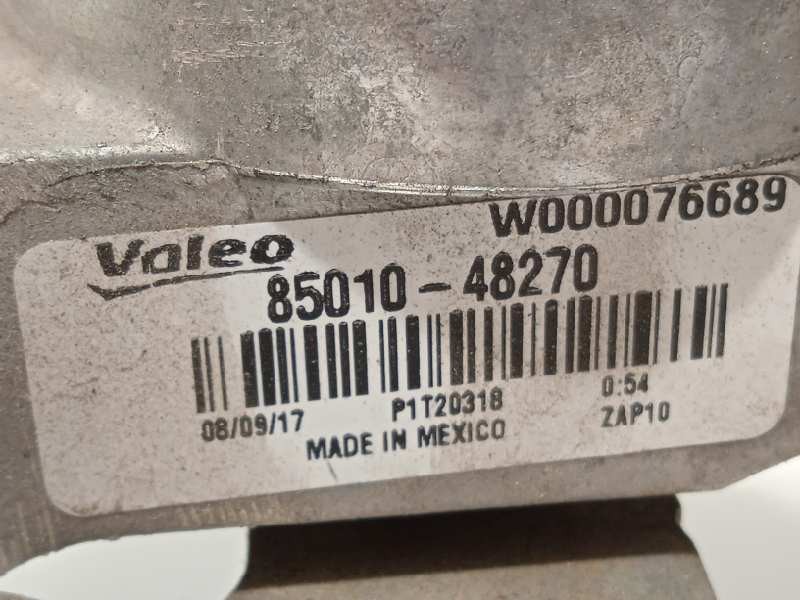 W000076689
Valeo
85010-48270
08/09/17 P1T20318 0:54
MADE IN MEXICO ZAP10